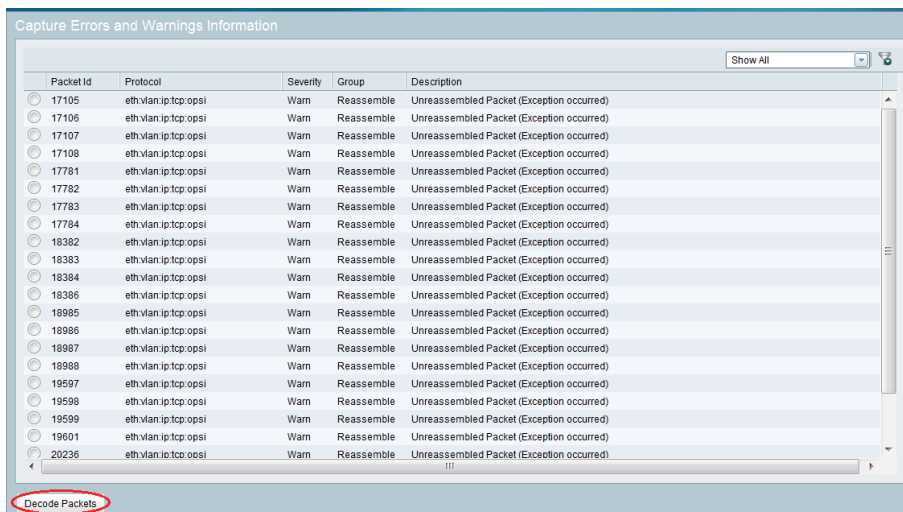 Capture Errors and Warnings Information
Show All
Packet Id Protocol Severity Group Description
17105 eth:vlan:ip:tcp:opsi Warn Reassemble Unreassembled Packet (Exception occurred)
17106 eth:vlan:ip:tcp:opsi Warn Reassemble Unreassembled Packet (Exception occurred)
17107 eth:vlan:ip:tcp:opsi Warn Reassemble Unreassembled Packet (Exception occurred)
17108 eth:vlan:ip:tcp:opsi Warn Reassemble Unreassembled Packet (Exception occurred)
17781 eth:vlan:ip:tcp:opsi Warn Reassemble Unreassembled Packet (Exception occurred)
17782 eth:vlan:ip:tcp:opsi Warn Reassemble Unreassembled Packet (Exception occurred)
17783 eth:vlan:ip:tcp:opsi Warn Reassemble Unreassembled Packet (Exception occurred)
17784 eth:vlan:ip:tcp:opsi Warn Reassemble Unreassembled Packet (Exception occurred)
18382 eth:vlan:ip:tcp:opsi Warn Reassemble Unreassembled Packet (Exception occurred)
18383 eth:vlan:ip:tcp:opsi Warn Reassemble Unreassembled Packet (Exception occurred)
18384 eth:vlan:ip:tcp:opsi Warn Reassemble Unreassembled Packet (Exception occurred)
18386 eth:vlan:ip:tcp:opsi Warn Reassemble Unreassembled Packet (Exception occurred)
18985 eth:vlan:ip:tcp:opsi Warn Reassemble Unreassembled Packet (Exception occurred)
18986 eth:vlan:ip:tcp:opsi Warn Reassemble Unreassembled Packet (Exception occurred)
18987 eth:vlan:ip:tcp:opsi Warn Reassemble Unreassembled Packet (Exception occurred)
18988 eth:vlan:ip:tcp:opsi Warn Reassemble Unreassembled Packet (Exception occurred)
19597 eth:vlan:ip:tcp:opsi Warn Reassemble Unreassembled Packet (Exception occurred)
19598 eth:vlan:ip:tcp:opsi Warn Reassemble Unreassembled Packet (Exception occurred)
19599 eth:vlan:ip:tcp:opsi Warn Reassemble Unreassembled Packet (Exception occurred)
19601 eth:vlan:ip:tcp:opsi Warn Reassemble Unreassembled Packet (Exception occurred)
20236 eth:vlan:ip:tcp:opsi Warn Reassemble Unreassembled Packet (Exception occurred)
Decode Packets